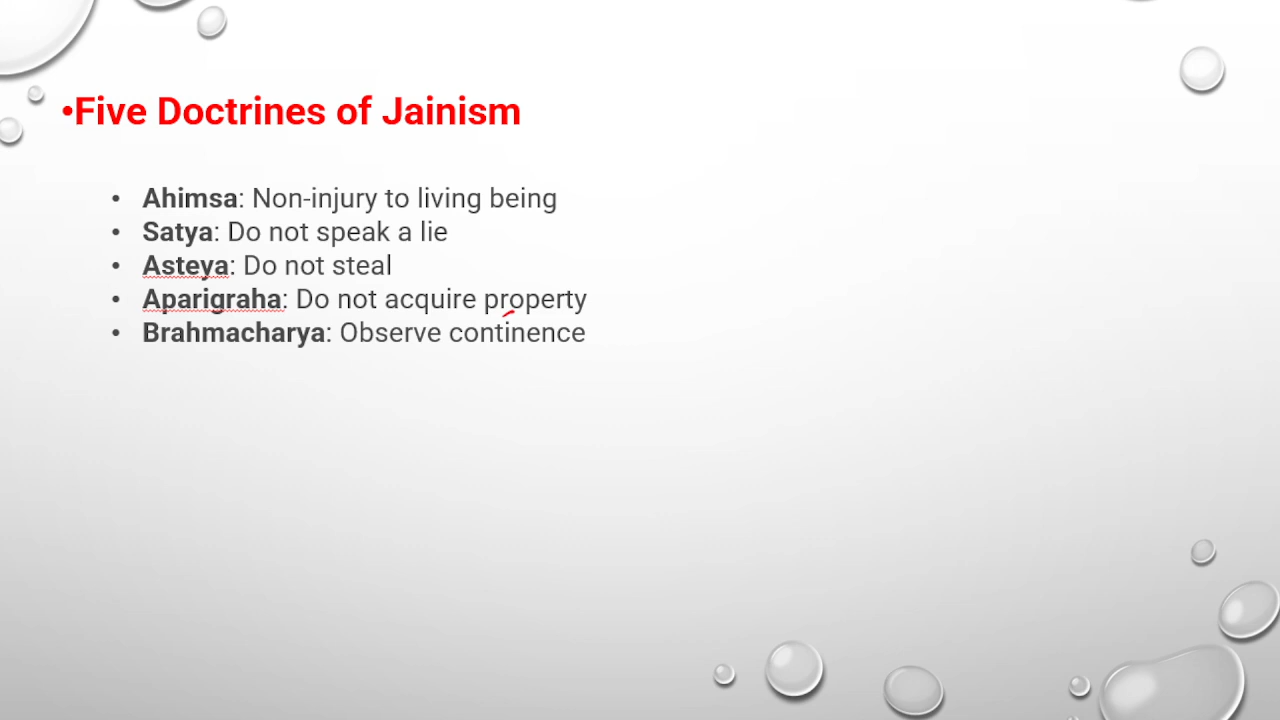 •Five Doctrines of Jainism
• Ahimsa: Non-injury to living being
• Satya: Do not speak a lie
• Asteya: Do not steal
• Aparigraha: Do not acquire property
• Brahmacharya: Observe continence